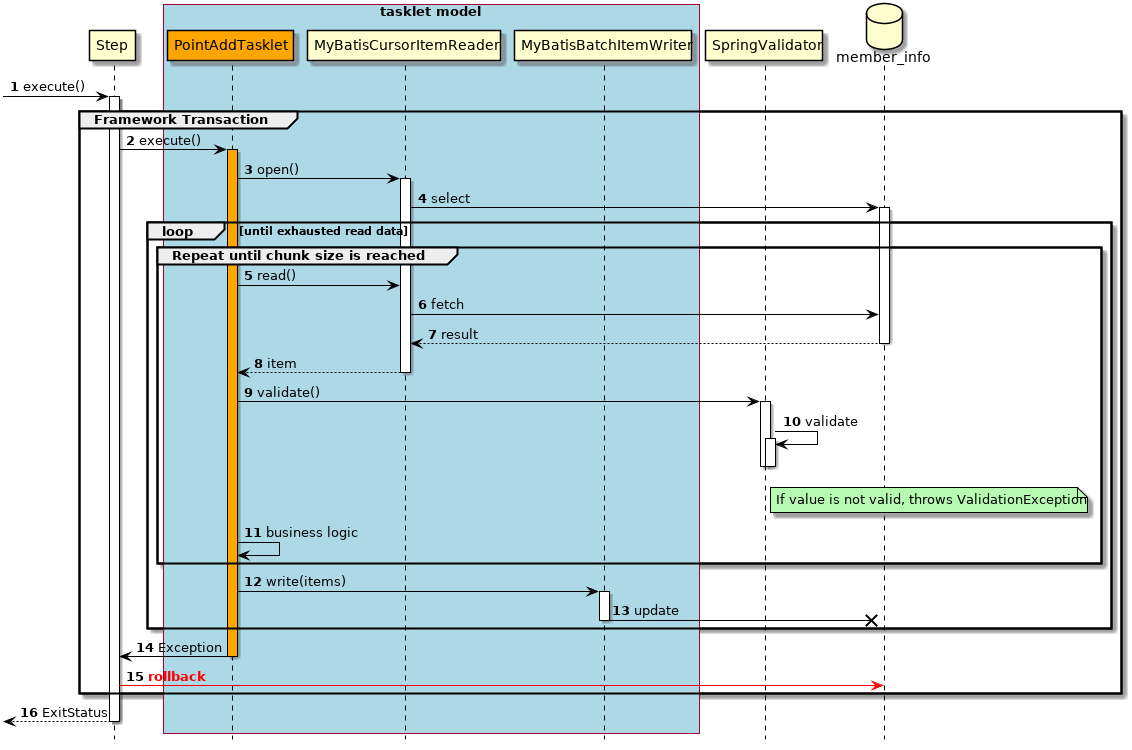 tasklet model
Step
PointAddTasklet
MyBatisCursorItemReader
MyBatisBatchItemWriter
SpringValidator
member_info
1 execute()
Framework Transaction
2 execute()
3 open()
4 select
loop [until exhausted read data]
Repeat until chunk size is reached
5 read()
6 fetch
7 result
8 item
9 validate()
10 validate
If value is not valid, throws ValidationException
11 business logic
12 write(items)
13 update
14 Exception
15 rollback
16 ExitStatus